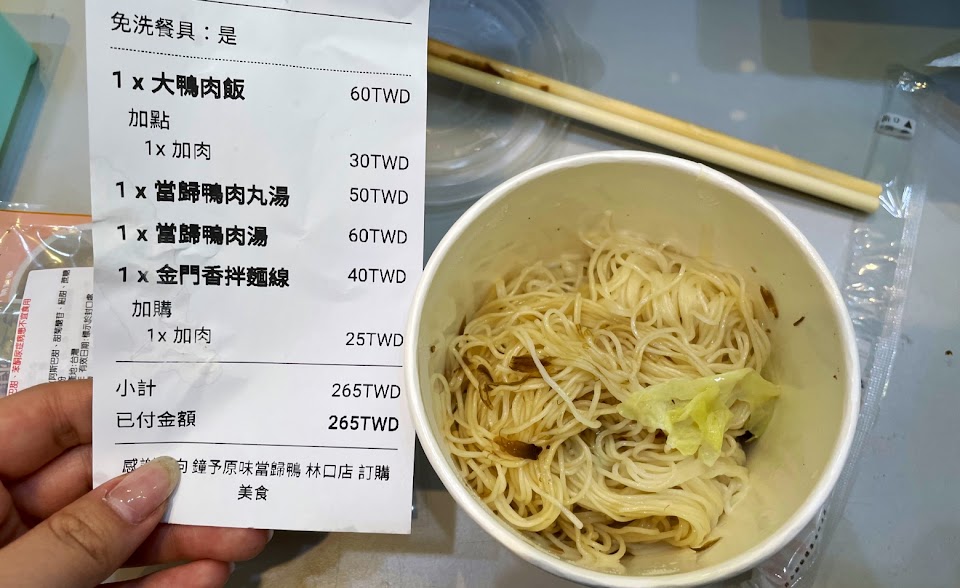 免洗餐具：是
1 x 大鴨肉飯 60TWD
加點
1x 加肉 30TWD
1 x 當歸鴨肉丸湯 50TWD
1 x 當歸鴨肉湯 60TWD
1 x 金門香拌麵線 40TWD
加購
1x 加肉 25TWD
小計 265TWD
已付金額 265TWD
向 鐘予原味當歸鴨 林口店 訂購
美食